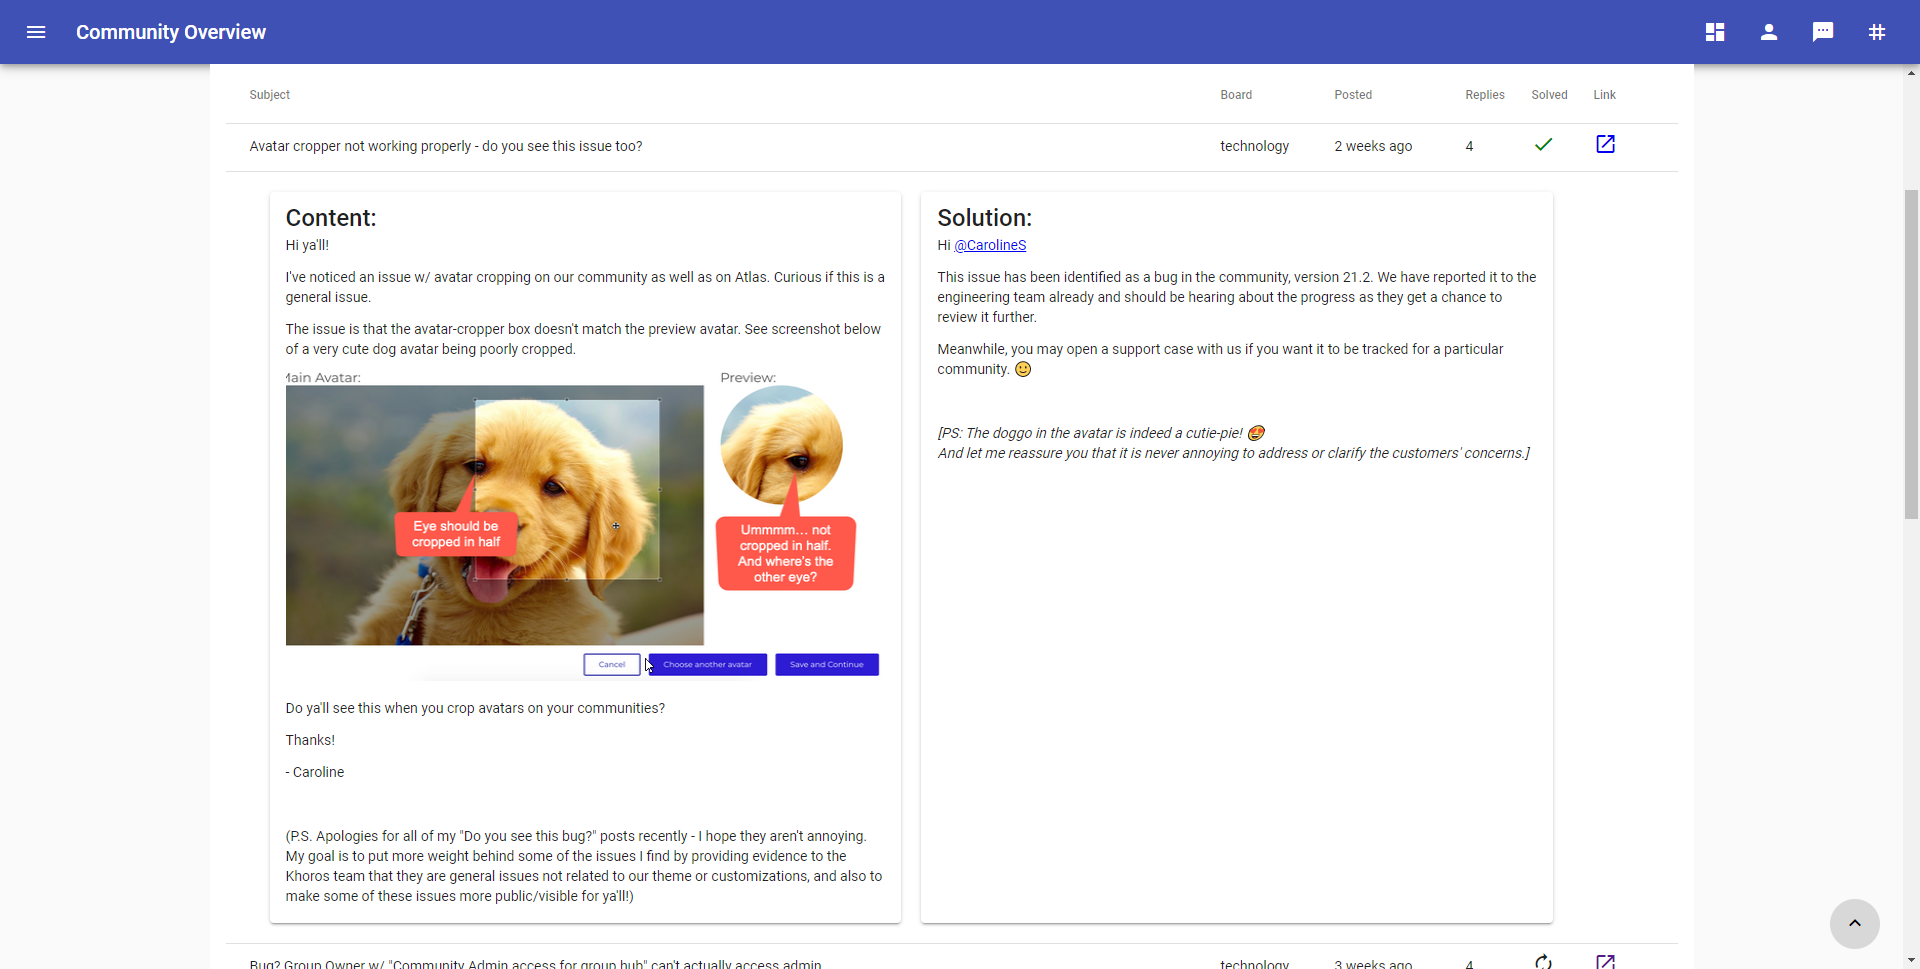 Community Overview
Subject Board Posted Replies Solved Link
Avatar cropper not working properly - do you see this issue too? technology 2 weeks ago 4
Content:
Hi ya'll!
I've noticed an issue w/ avatar cropping on our community as well as on Atlas. Curious if this is a
general issue.
The issue is that the avatar-cropper box doesn't match the preview avatar. See screenshot below
of a very cute dog avatar being poorly cropped.
Main Avatar:
Preview:
Eye should be
cropped in half
Ummmm... not
cropped in half.
And where's the
other eye?
Cancel
Choose another avatar
Save and Continue
Do ya'll see this when you crop avatars on your communities?
Thanks!
- Caroline
(P.S. Apologies for all of my "Do you see this bug?" posts recently - I hope they aren't annoying.
My goal is to put more weight behind some of the issues I find by providing evidence to the
Khoros team that they are general issues not related to our theme or customizations, and also to
make some of these issues more public/visible for ya'll!)
Solution:
Hi @CarolineS
This issue has been identified as a bug in the community, version 21.2. We have reported it to the
engineering team already and should be hearing about the progress as they get a chance to
review it further.
Meanwhile, you may open a support case with us if you want it to be tracked for a particular
community. 🙂
[PS: The doggo in the avatar is indeed a cutie-pie! 😍
And let me reassure you that it is never annoying to address or clarify the customers' concerns.]
Bug? Group Owner w/ "Community Admin access for group hub" can't actually access admin technology 3 weeks ago 4